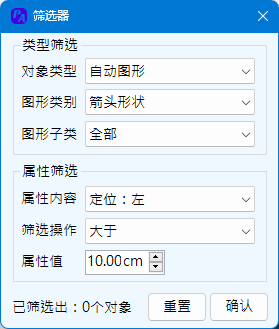 筛选器
类型筛选
对象类型 自动图形
图形类别 箭头形状
图形子类 全部
属性筛选
属性内容 定位：左
筛选操作 大于
属性值 10.00cm
已筛选出：0个对象 重置 确认